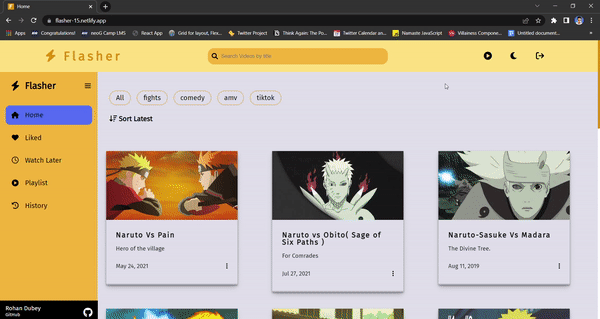 Home
flasher-15.netlify.app
Apps
Congratulations!
neoG Camp LMS
React App
Grid for layout, Flex...
Twitter Project
Think Again: The Po...
Twitter Calendar an...
Namaste JavaScript
Villainess Compone...
Untitled document...
Flasher
Search Videos by title
Flasher
Home
Liked
Watch Later
Playlist
History
All
fights
comedy
amv
tiktok
Sort Latest
Naruto Vs Pain
Hero of the village
May 24, 2021
Naruto vs Obito( Sage of
Six Paths )
For Comrades
Jul 27, 2021
Naruto-Sasuke Vs Madara
The Divine Tree.
Aug 11, 2019
Rohan Dubey
GitHub